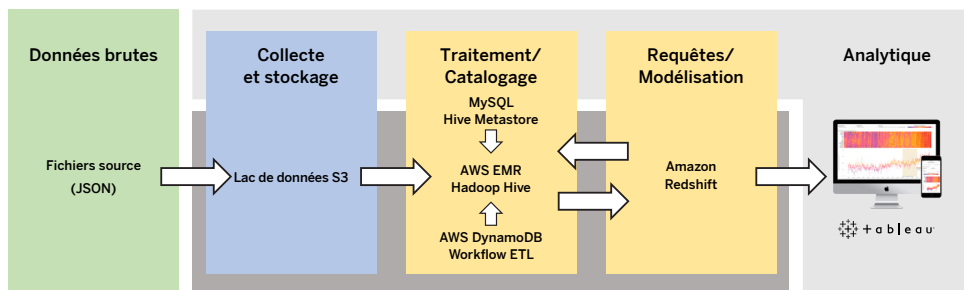 Données brutes
Fichiers source
(JSON)
Collecte
et stockage
Lac de données S3
Traitement/
Catalogage
MySQL
Hive Metastore
AWS EMR
Hadoop Hive
AWS DynamoDB
Workflow ETL
Requêtes/
Modélisation
Amazon
Redshift
Analytique
+ a b l e a u